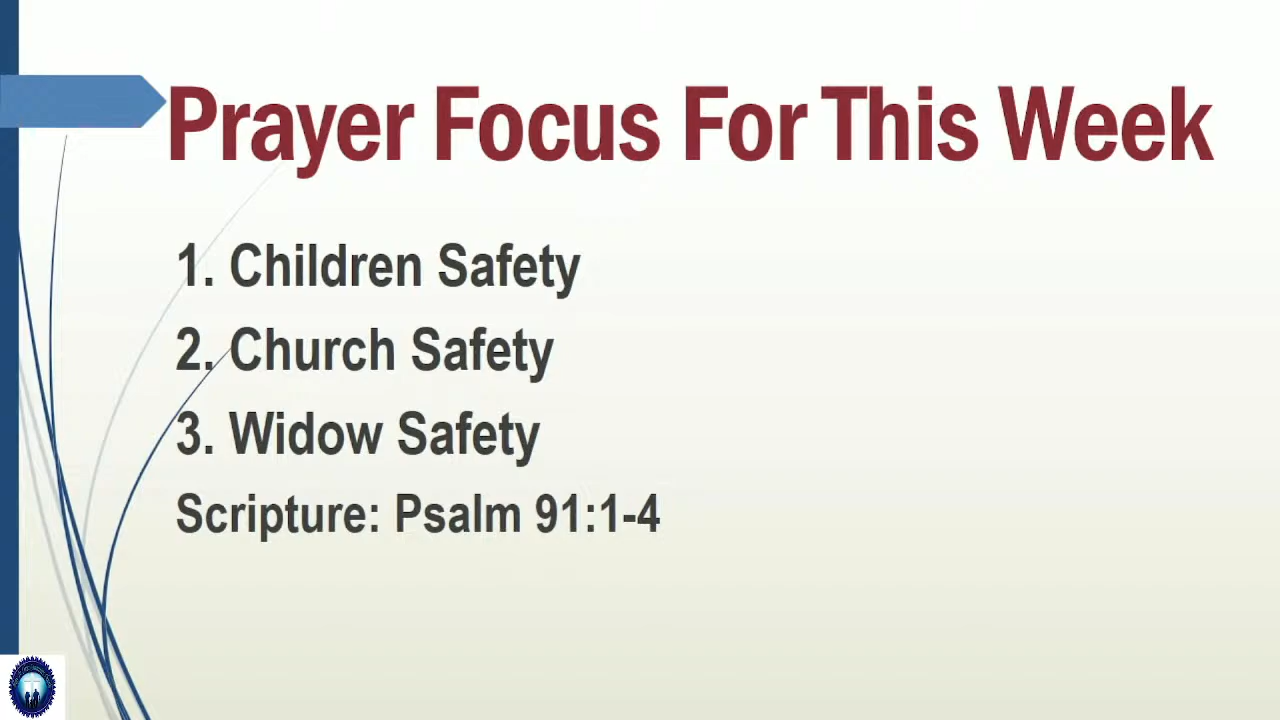 Prayer Focus For This Week
1. Children Safety
2. Church Safety
3. Widow Safety
Scripture: Psalm 91:1-4